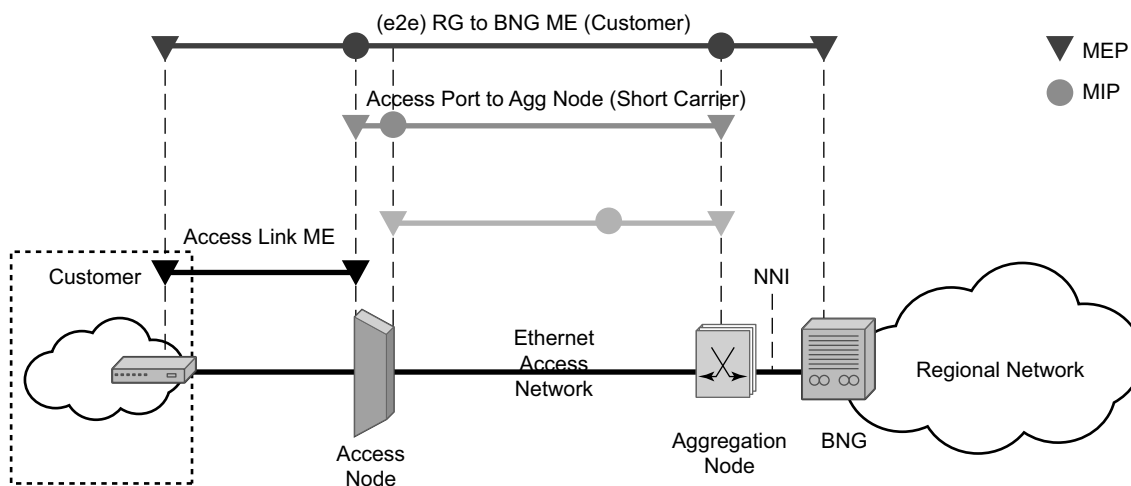 (e2e) RG to BNG ME (Customer)
MEP
MIP
Access Port to Agg Node (Short Carrier)
Access Link ME
Customer
NNI
Ethernet
Access
Network
Regional Network
Access
Node
Aggregation
Node
BNG